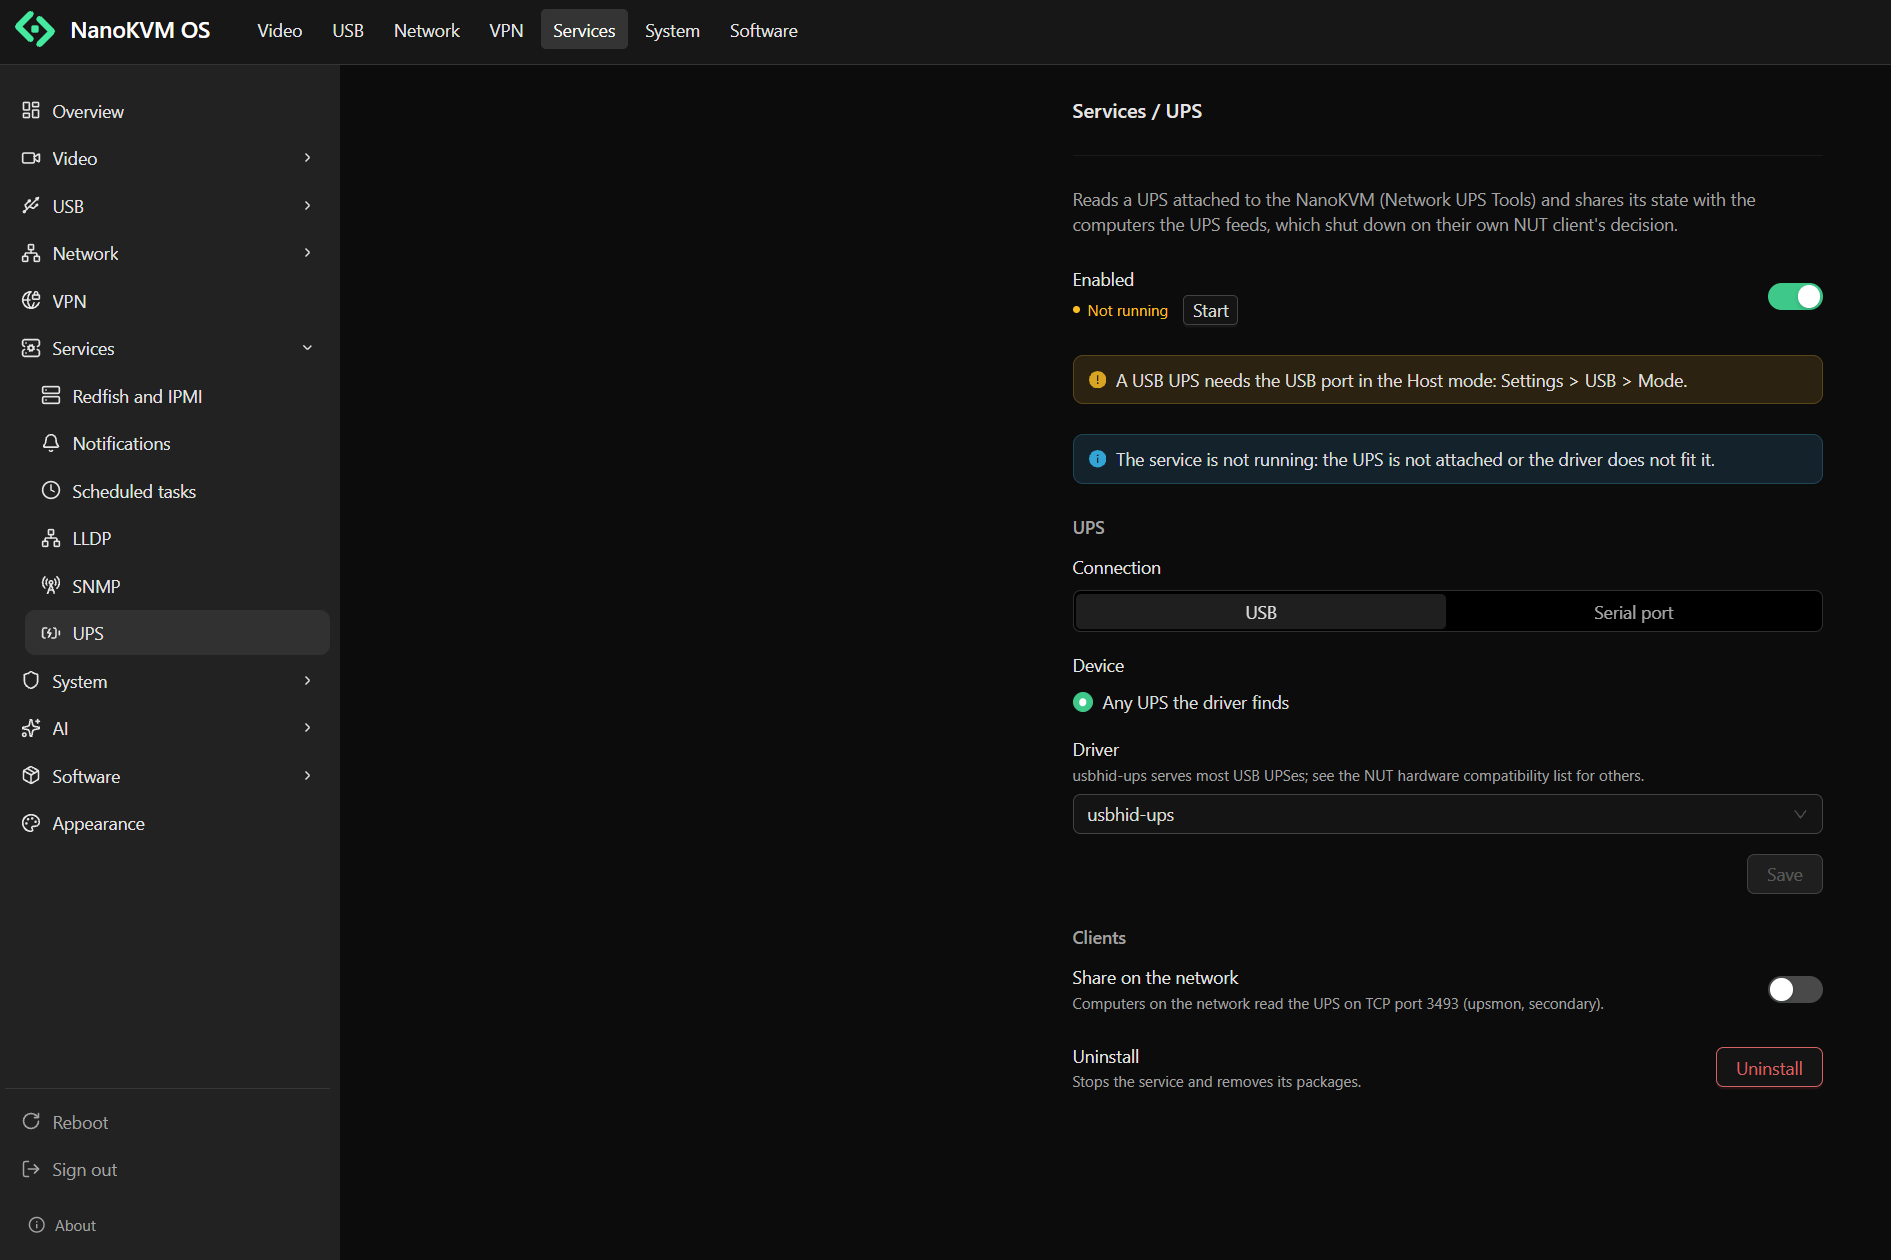 NanoKVM OS
Video
USB
Network
VPN
Services
System
Software
Overview
Video
USB
Network
VPN
Services
Redfish and IPMI
Notifications
Scheduled tasks
LLDP
SNMP
UPS
System
AI
Software
Appearance
Reboot
Sign out
About
Services / UPS
Reads a UPS attached to the NanoKVM (Network UPS Tools) and shares its state with the
computers the UPS feeds, which shut down on their own NUT client's decision.
Enabled
Not running
Start
A USB UPS needs the USB port in the Host mode: Settings > USB > Mode.
The service is not running: the UPS is not attached or the driver does not fit it.
UPS
Connection
USB
Serial port
Device
Any UPS the driver finds
Driver
usbhid-ups serves most USB UPSes; see the NUT hardware compatibility list for others.
usbhid-ups
Save
Clients
Share on the network
Computers on the network read the UPS on TCP port 3493 (upsmon, secondary).
Uninstall
Stops the service and removes its packages.
Uninstall